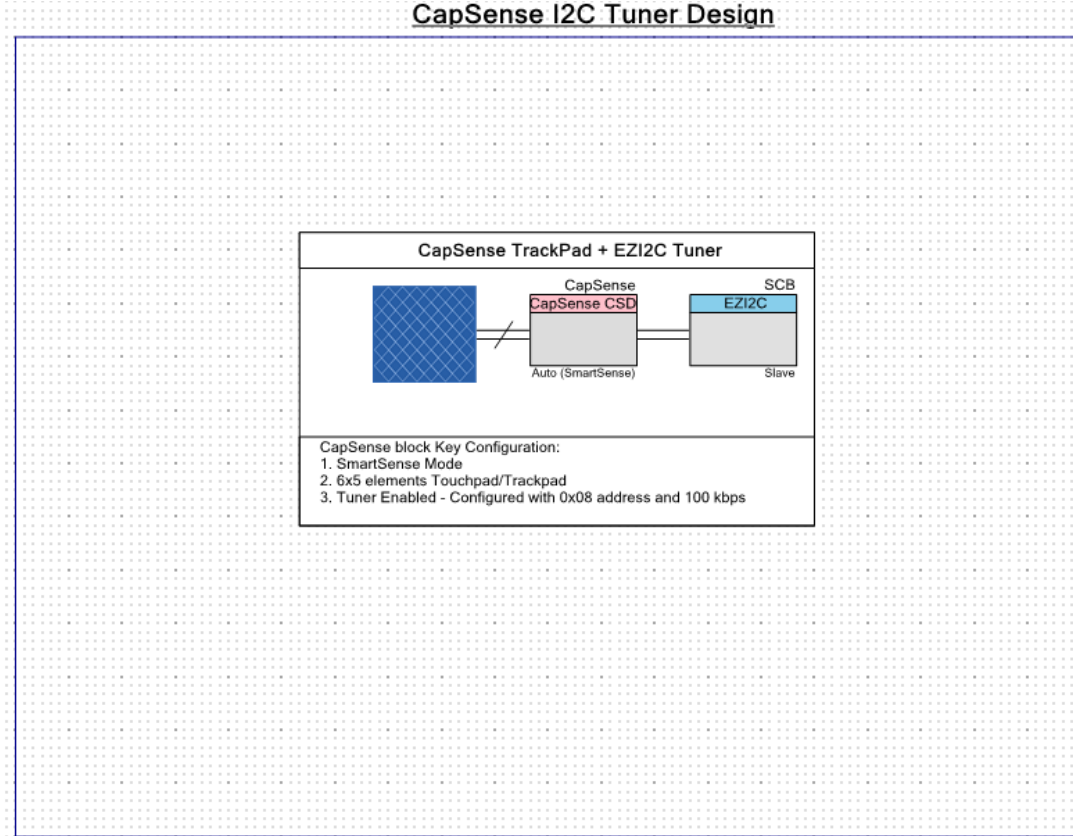 CapSense I2C Tuner Design
CapSense TrackPad + EZI2C Tuner
CapSense
SCB
CapSense CSD
EZI2C
Auto (SmartSense)
Slave
CapSense block Key Configuration:
1. SmartSense Mode
2. 6x5 elements Touchpad/Trackpad
3. Tuner Enabled - Configured with 0x08 address and 100 kbps